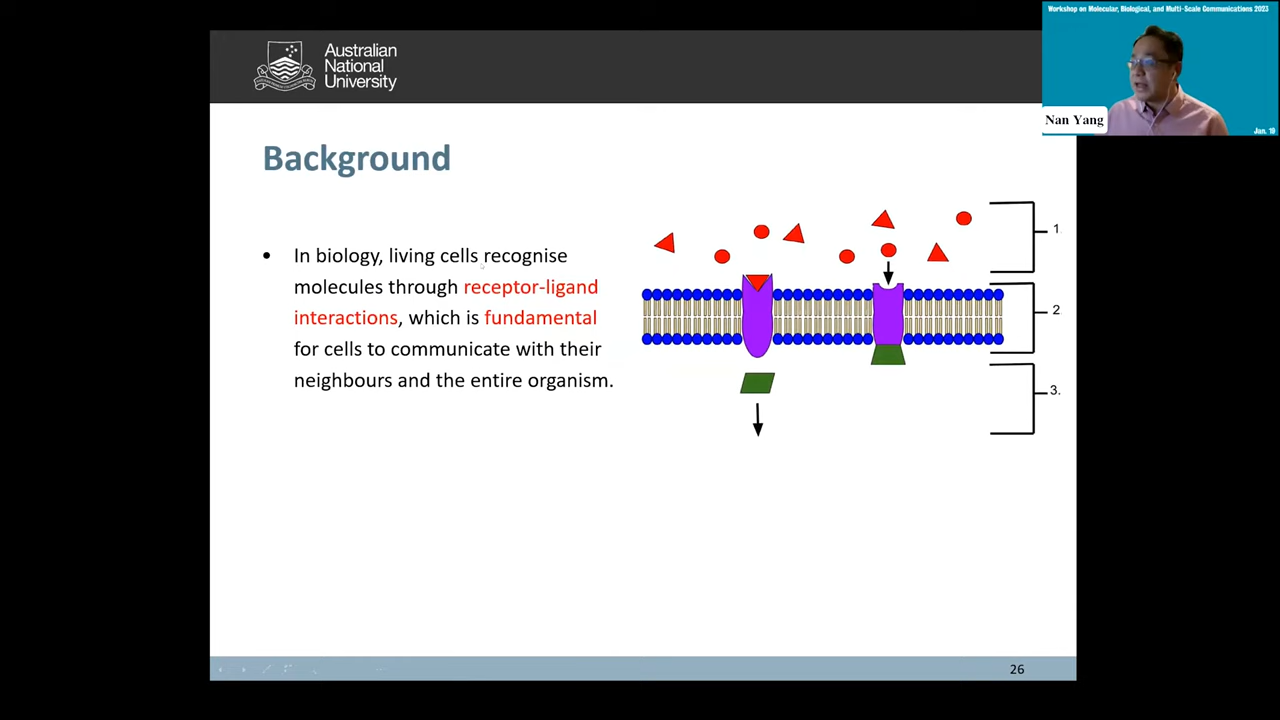 Workshop on Molecular, Biological, and Multi-Scale Communications 2023
Australian
National
University
Nan Yang
Jan. 19
Background
1.
• In biology, living cells recognise
molecules through receptor-ligand
interactions, which is fundamental
for cells to communicate with their
neighbours and the entire organism.
2
3.
26